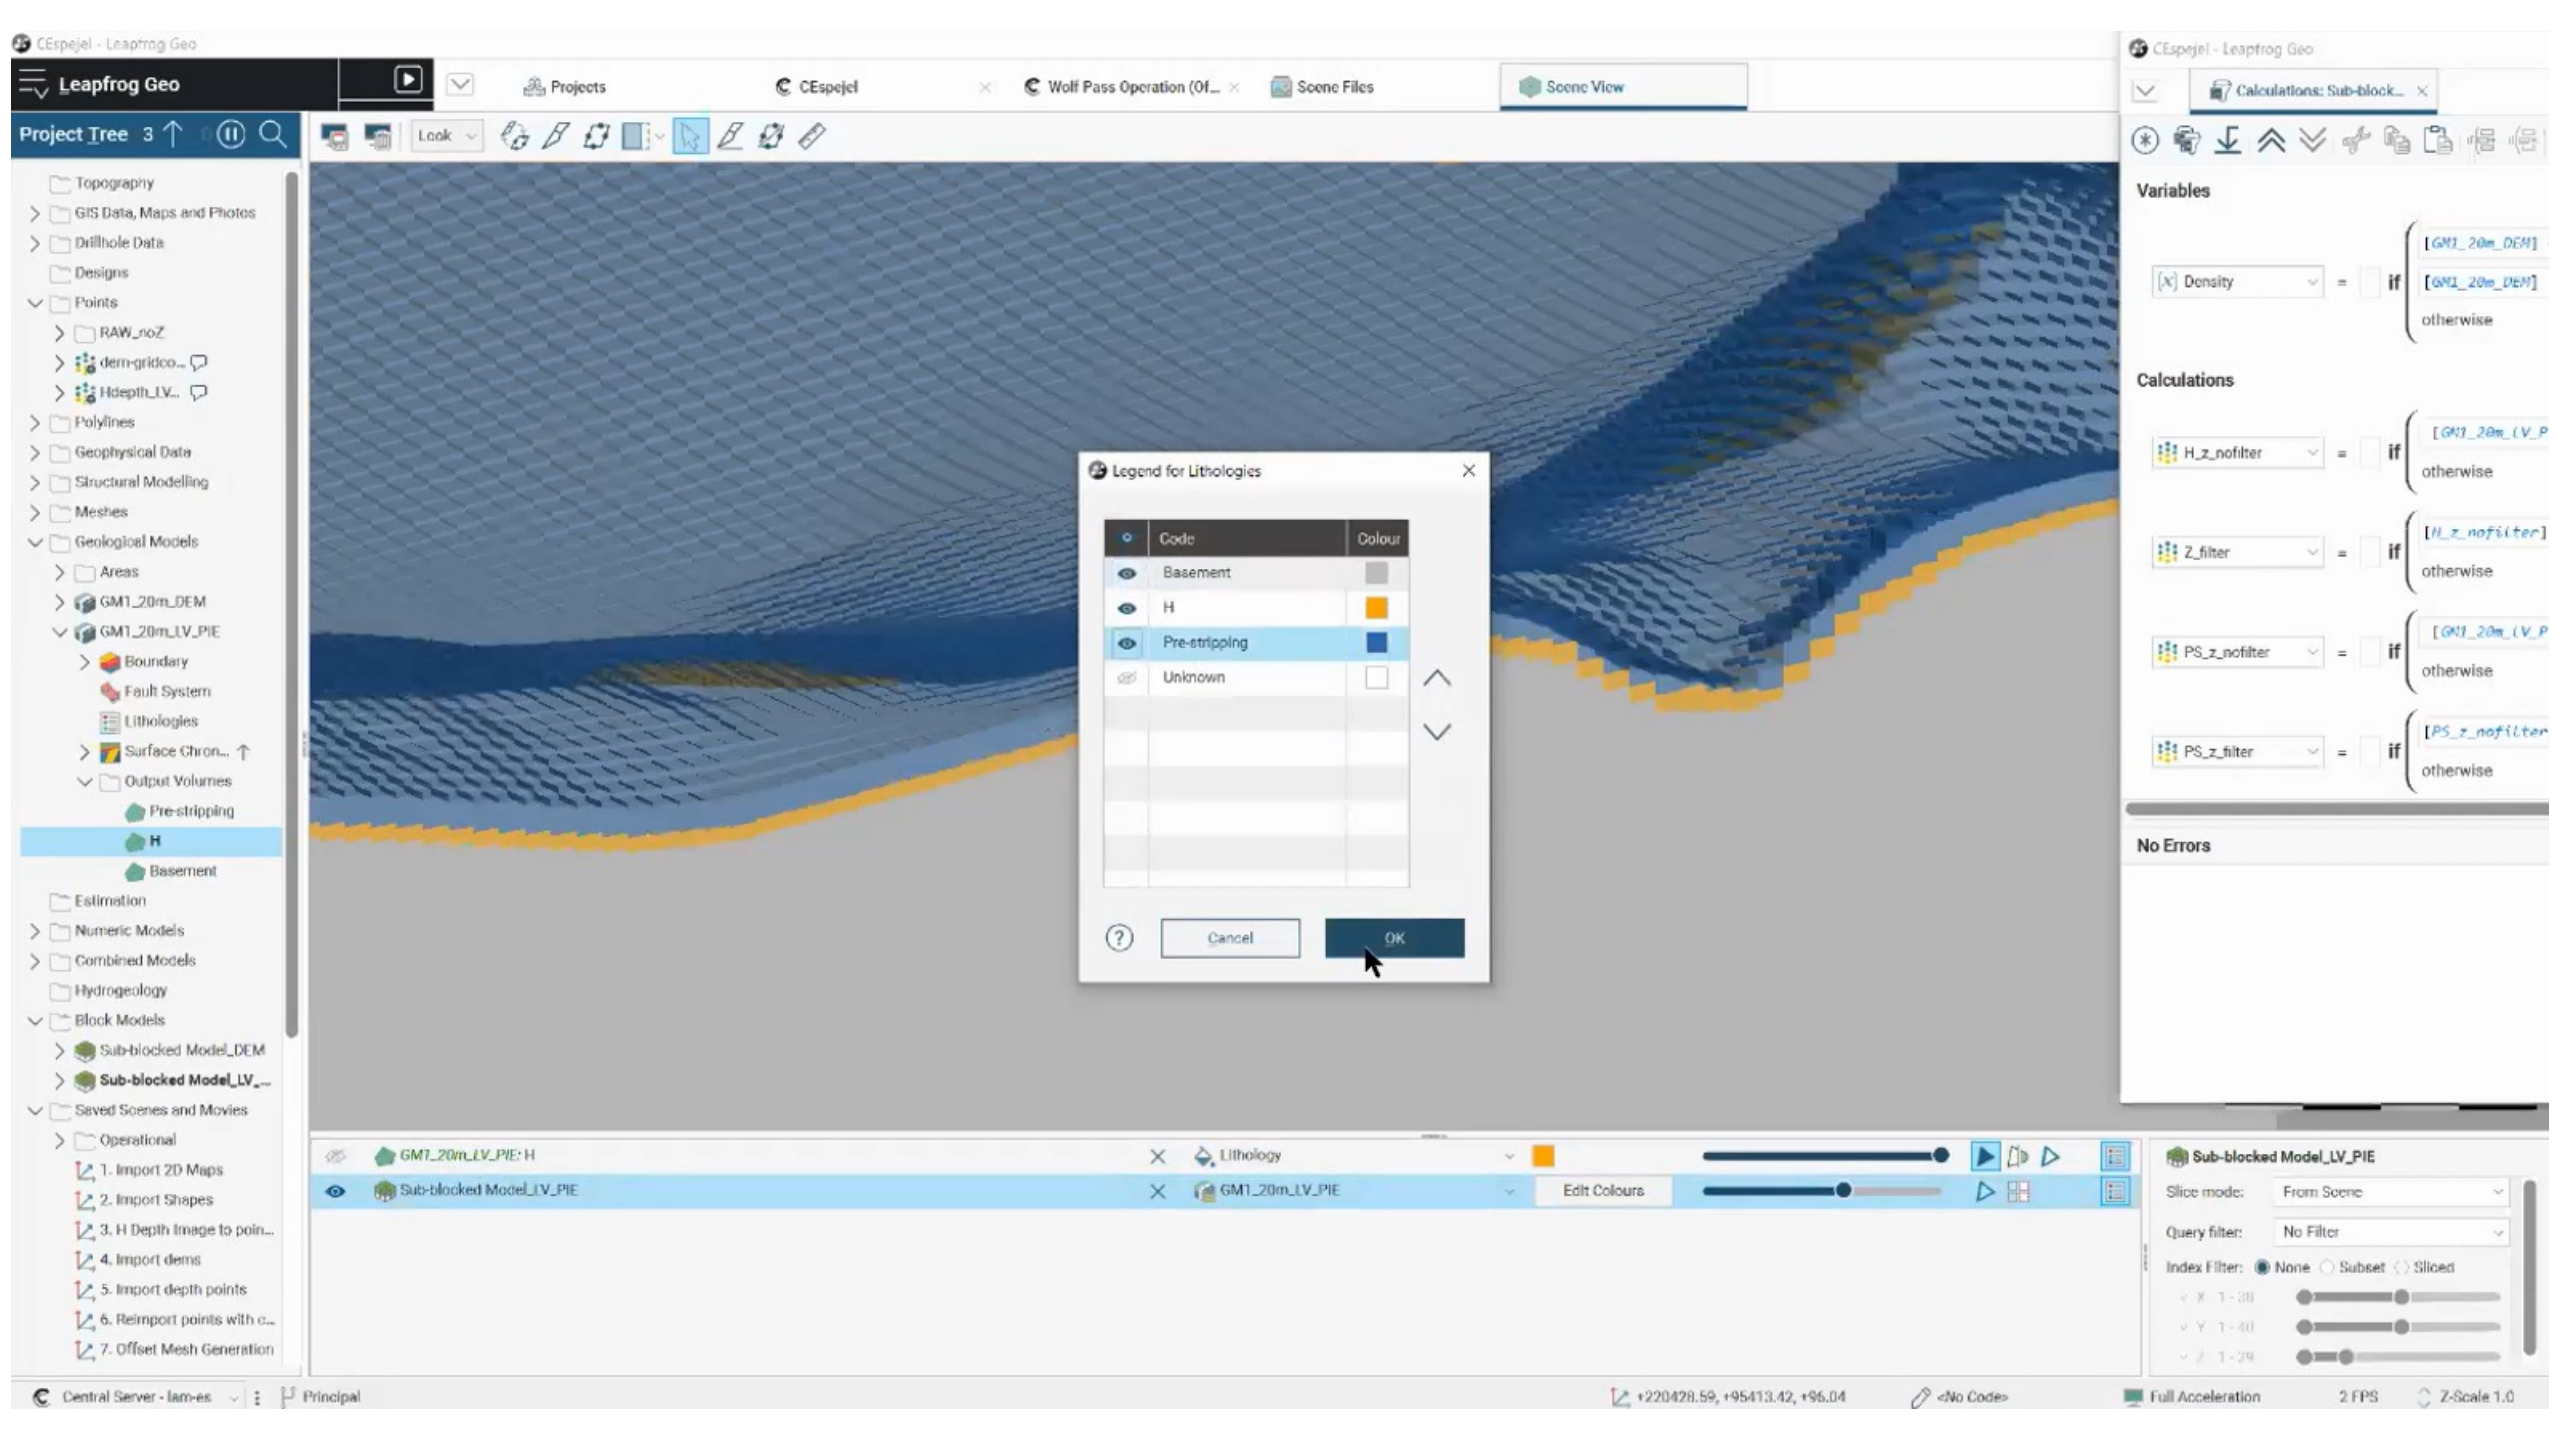 CEspejel - Leapfrog Geo
Leapfrog Geo
Projects
CEspejel
Wolf Pass Operation (Of...
Scene Files
Scene View
Project Tree 3
Look
Topography
GIS Data, Maps and Photos
Drillhole Data
Designs
Points
RAW_noZ
dem-gridco...
Hdepth_LV...
Polylines
Geophysical Data
Structural Modelling
Meshes
Geological Models
Areas
GM1_20m_DEM
GM1_20m_LV_PIE
Boundary
Fault System
Lithologies
Surface Chron...
Output Volumes
Pre-stripping
H
Basement
Estimation
Numeric Models
Combined Models
Hydrogeology
Block Models
Sub-blocked Model_DEM
Sub-blocked Model_LV_...
Saved Scenes and Movies
Operational
1. Import 2D Maps
2. Import Shapes
3. H Depth Image to poin...
4. Import dems
5. Import depth points
6. Reimport points with c...
7. Offset Mesh Generation
Legend for Lithologies
Code Colour
Basement
H
Pre-stripping
Unknown
Cancel
OK
CEspejel - Leapfrog Geo
Calculations: Sub-block...
Variables
Density = if
[GM1_20m_DEM]
[GM1_20m_DEM]
otherwise
Calculations
H_z_nofilter = if
[GM1_20m_LV_P
otherwise
Z_filter = if
[H_z_nofilter]
otherwise
PS_z_nofilter = if
[GM1_20m_LV_P
otherwise
PS_z_filter = if
[PS_z_nofilter
otherwise
No Errors
GM1_20m_LV_PIE: H
Lithology
Sub-blocked Model_LV_PIE
GM1_20m_LV_PIE
Edit Colours
Sub-blocked Model_LV_PIE
Slice mode: From Scene
Query filter: No Filter
Index Filter: None Subset Sliced
X 1-38
Y 1-40
Z 1-29
Central Server - lam-es
Principal
+220428.59, +95413.42, +96.04
<No Code>
Full Acceleration
2 FPS
Z-Scale 1.0